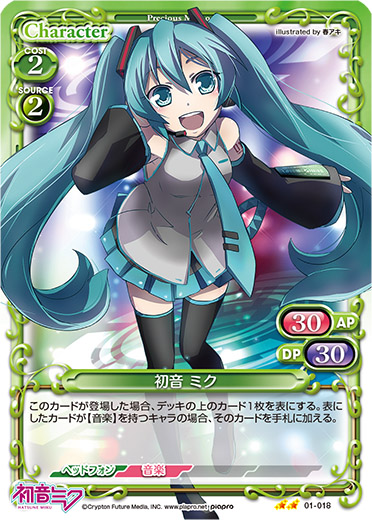 Precious Memo
Character
illustrated by 春アキ
COST
2
SOURCE
2
30 AP
DP 30
初音 ミク
このカードが登場した場合、デッキの上のカード1枚を表にする。表に
したカードが【音楽】を持つキャラの場合、そのカードを手札に加える。
ヘッドフォン 音楽
初音ミク
HATSUNE MIKU
©Crypton Future Media, INC. www.piapro.net piapro
01-018